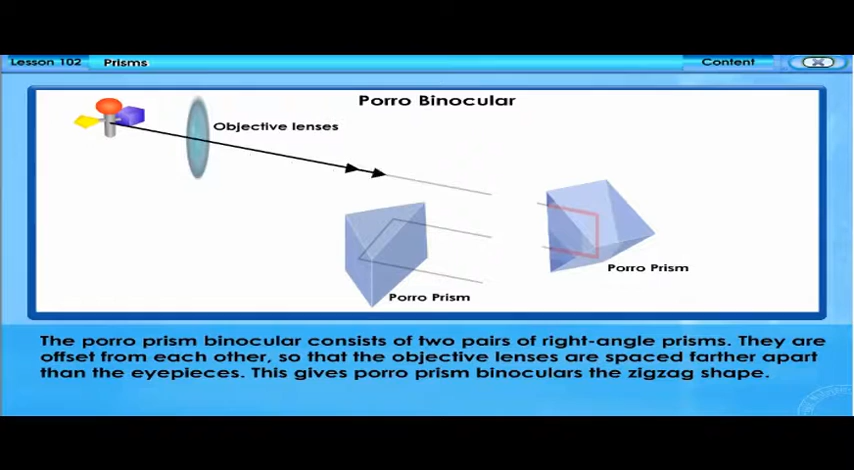 Lesson 102
Prisms
Content
Porro Binocular
Objective lenses
Porro Prism
Porro Prism
The porro prism binocular consists of two pairs of right-angle prisms. They are
offset from each other, so that the objective lenses are spaced farther apart
than the eyepieces. This gives porro prism binoculars the zigzag shape.